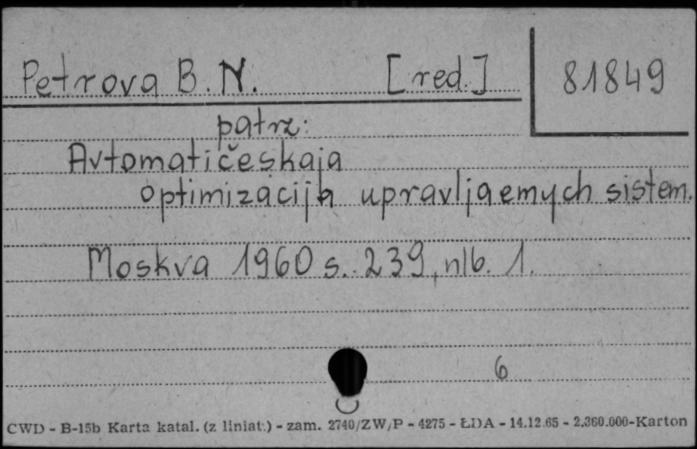 Petrova B. N. [red.] 81849
patrz:
Avtomatičeskaja
optimizacija upravljaemych sistem.
Moskva 1960 s. 239, nlb. 1.
6
CWD - B-15b Karta katal. (z liniat.) - zam. 2740/ZW/P - 4275 - ŁDA - 14.12.65 - 2.360.000-Karton